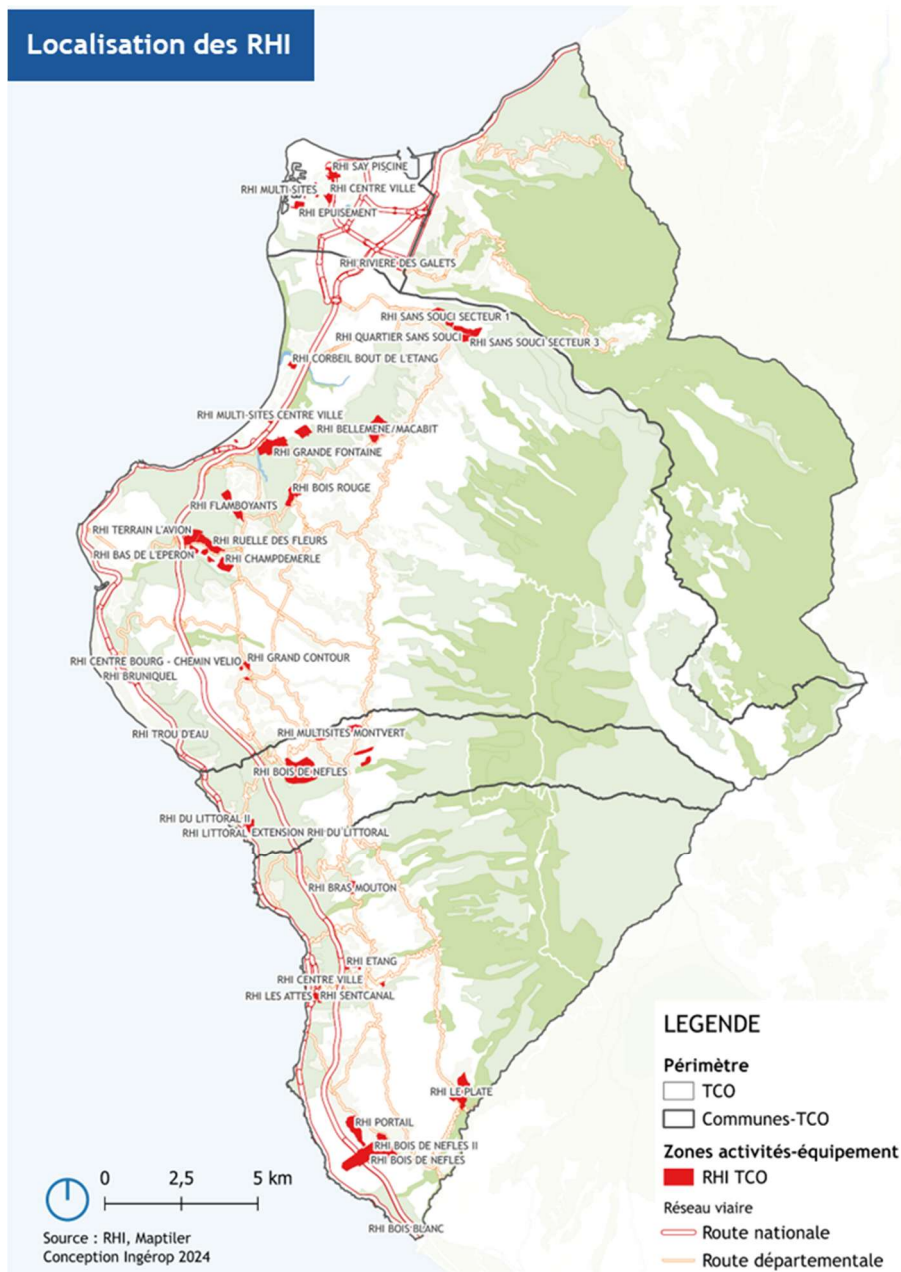 Localisation des RHI
RHI SAY PISCINE
RHI MULTI-SITES
RHI CENTRE VILLE
RHI EPUISEMENT
RHI RIVIERE DES GALETS
RHI SANS SOUCI SECTEUR 1
RHI QUARTIER SANS SOUCI
RHI SANS SOUCI SECTEUR 3
RHI CORBEIL BOUT DE L'ETANG
RHI MULTI-SITES CENTRE VILLE
RHI BELLEMENE/MACABIT
RHI GRANDE FONTAINE
RHI BOIS ROUGE
RHI FLAMBOYANTS
RHI TERRAIN L'AVION
RHI RUELLE DES FLEURS
RHI BAS DE L'EPERON
RHI CHAMPDEMERLE
RHI CENTRE BOURG - CHEMIN VELIO
RHI GRAND CONTOUR
RHI BRUNIQUEL
RHI TROU D'EAU
RHI MULTISITES MONTVERT
RHI BOIS DE NEFLES
RHI DU LITTORAL II
RHI LITTORAL EXTENSION RHI DU LITTORAL
RHI BRAS MOUTON
RHI ETANG
RHI CENTRE VILLE
RHI LES ATTES
RHI SENTCANAL
RHI LE PLATE
RHI PORTAIL
RHI BOIS DE NEFLES II
RHI BOIS DE NEFLES
RHI BOIS BLANC
0 2,5 5 km
Source : RHI, Maptiler
Conception Ingérop 2024
LEGENDE
Périmètre
TCO
Communes-TCO
Zones activités-équipement
RHI TCO
Réseau viaire
Route nationale
Route départementale